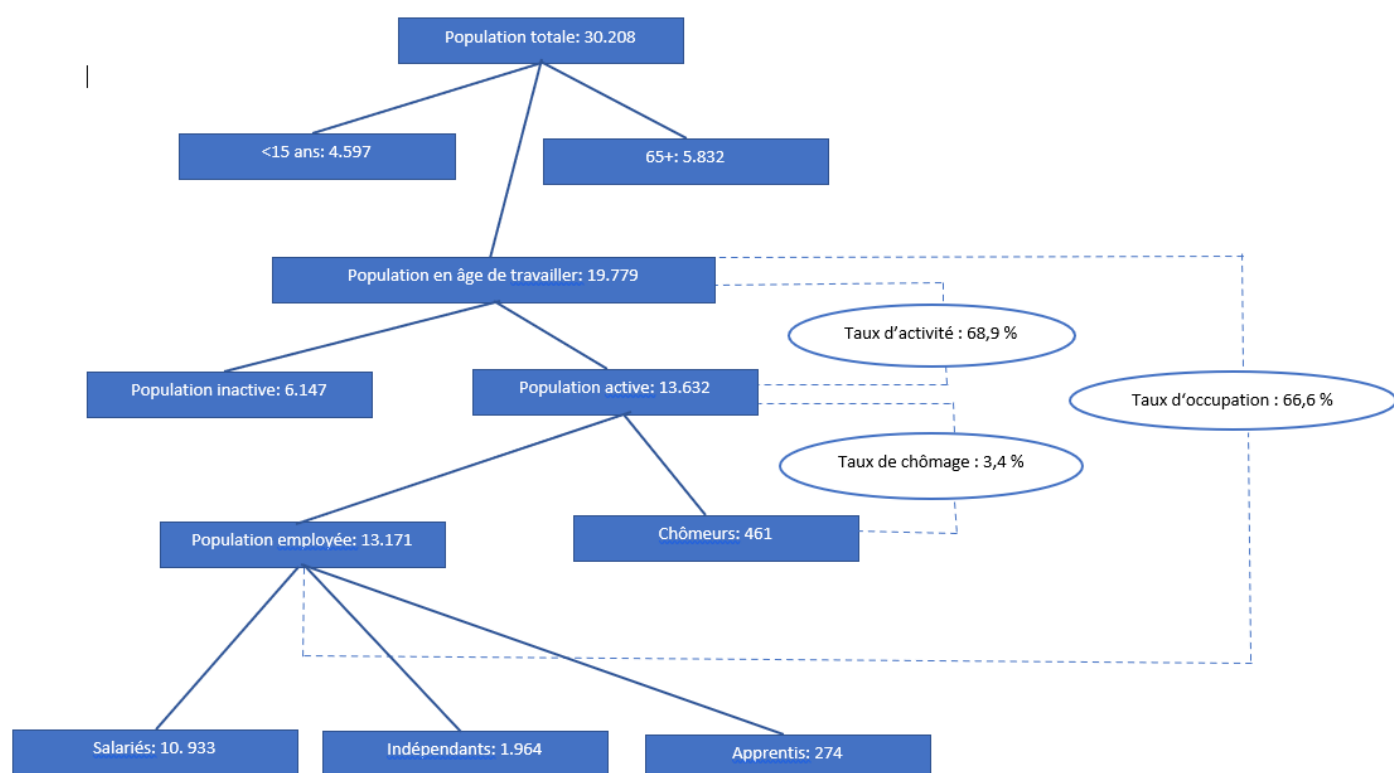 Population totale: 30.208
<15 ans: 4.597
65+: 5.832
Population en âge de travailler: 19.779
Taux d’activité : 68,9 %
Population inactive: 6.147
Population active: 13.632
Taux d‘occupation : 66,6 %
Taux de chômage : 3,4 %
Population employée: 13.171
Chômeurs: 461
Salariés: 10. 933
Indépendants: 1.964
Apprentis: 274